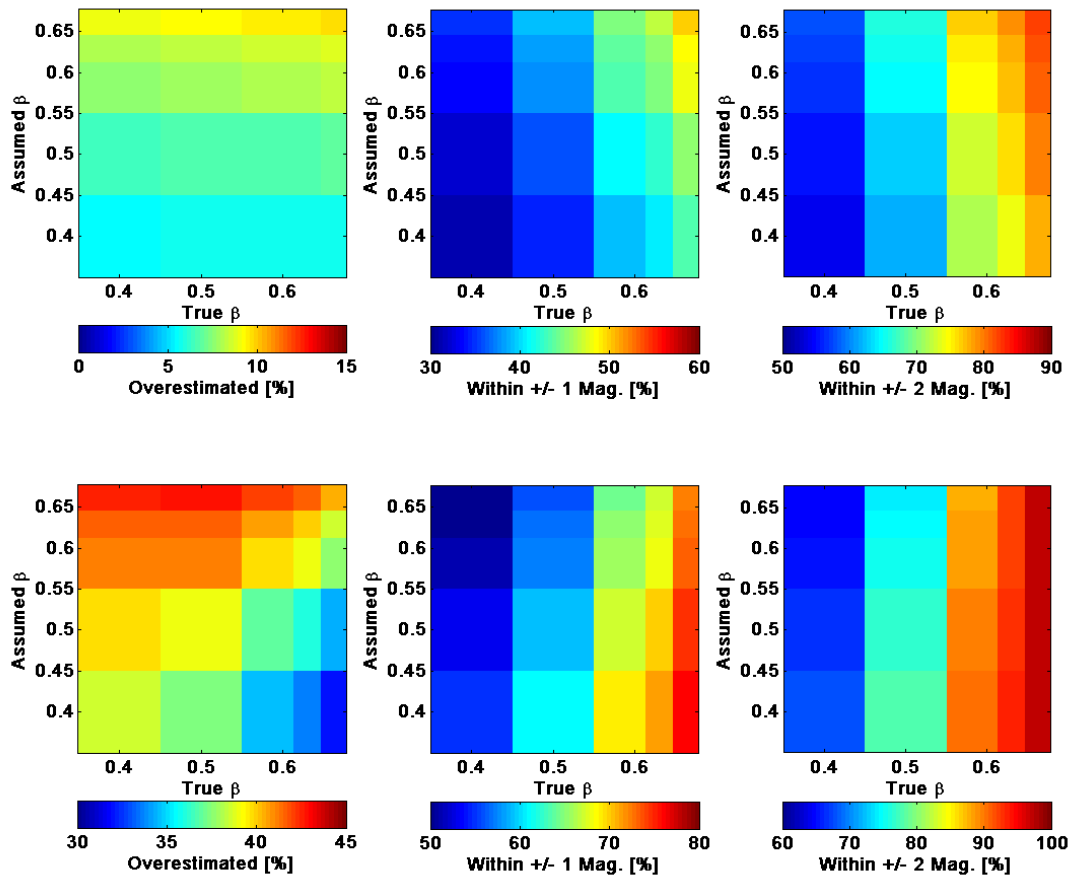 0.65
0.6
0.55
0.5
0.45
0.4
Assumed β
0.4 0.5 0.6
True β
0 5 10 15
Overestimated [%]
0.65
0.6
0.55
0.5
0.45
0.4
Assumed β
0.4 0.5 0.6
True β
30 40 50 60
Within +/- 1 Mag. [%]
0.65
0.6
0.55
0.5
0.45
0.4
Assumed β
0.4 0.5 0.6
True β
50 60 70 80 90
Within +/- 2 Mag. [%]
0.65
0.6
0.55
0.5
0.45
0.4
Assumed β
0.4 0.5 0.6
True β
30 35 40 45
Overestimated [%]
0.65
0.6
0.55
0.5
0.45
0.4
Assumed β
0.4 0.5 0.6
True β
50 60 70 80
Within +/- 1 Mag. [%]
0.65
0.6
0.55
0.5
0.45
0.4
Assumed β
0.4 0.5 0.6
True β
60 70 80 90 100
Within +/- 2 Mag. [%]